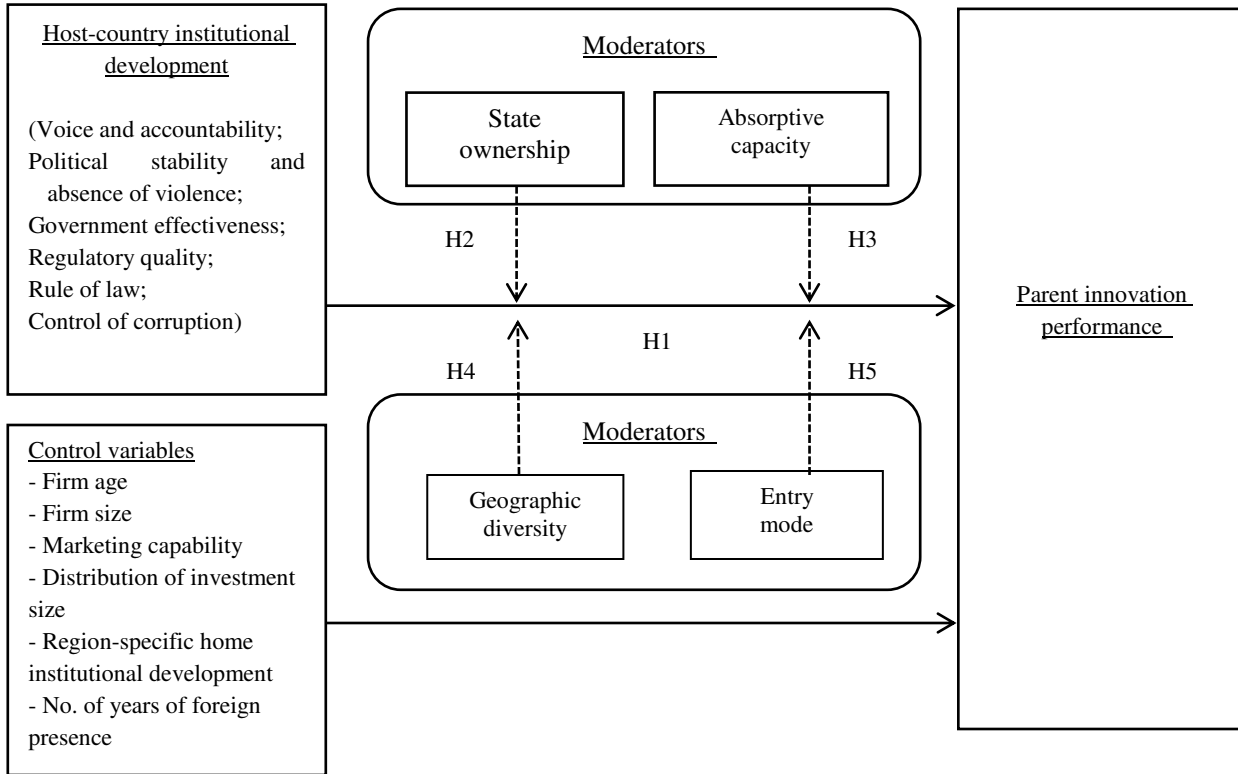 Host-country institutional
development
(Voice and accountability;
Political stability and
absence of violence;
Government effectiveness;
Regulatory quality;
Rule of law;
Control of corruption)
Moderators
State
ownership
Absorptive
capacity
H2
H3
H1
H4
H5
Moderators
Geographic
diversity
Entry
mode
Parent innovation
performance
Control variables
- Firm age
- Firm size
- Marketing capability
- Distribution of investment
size
- Region-specific home
institutional development
- No. of years of foreign
presence